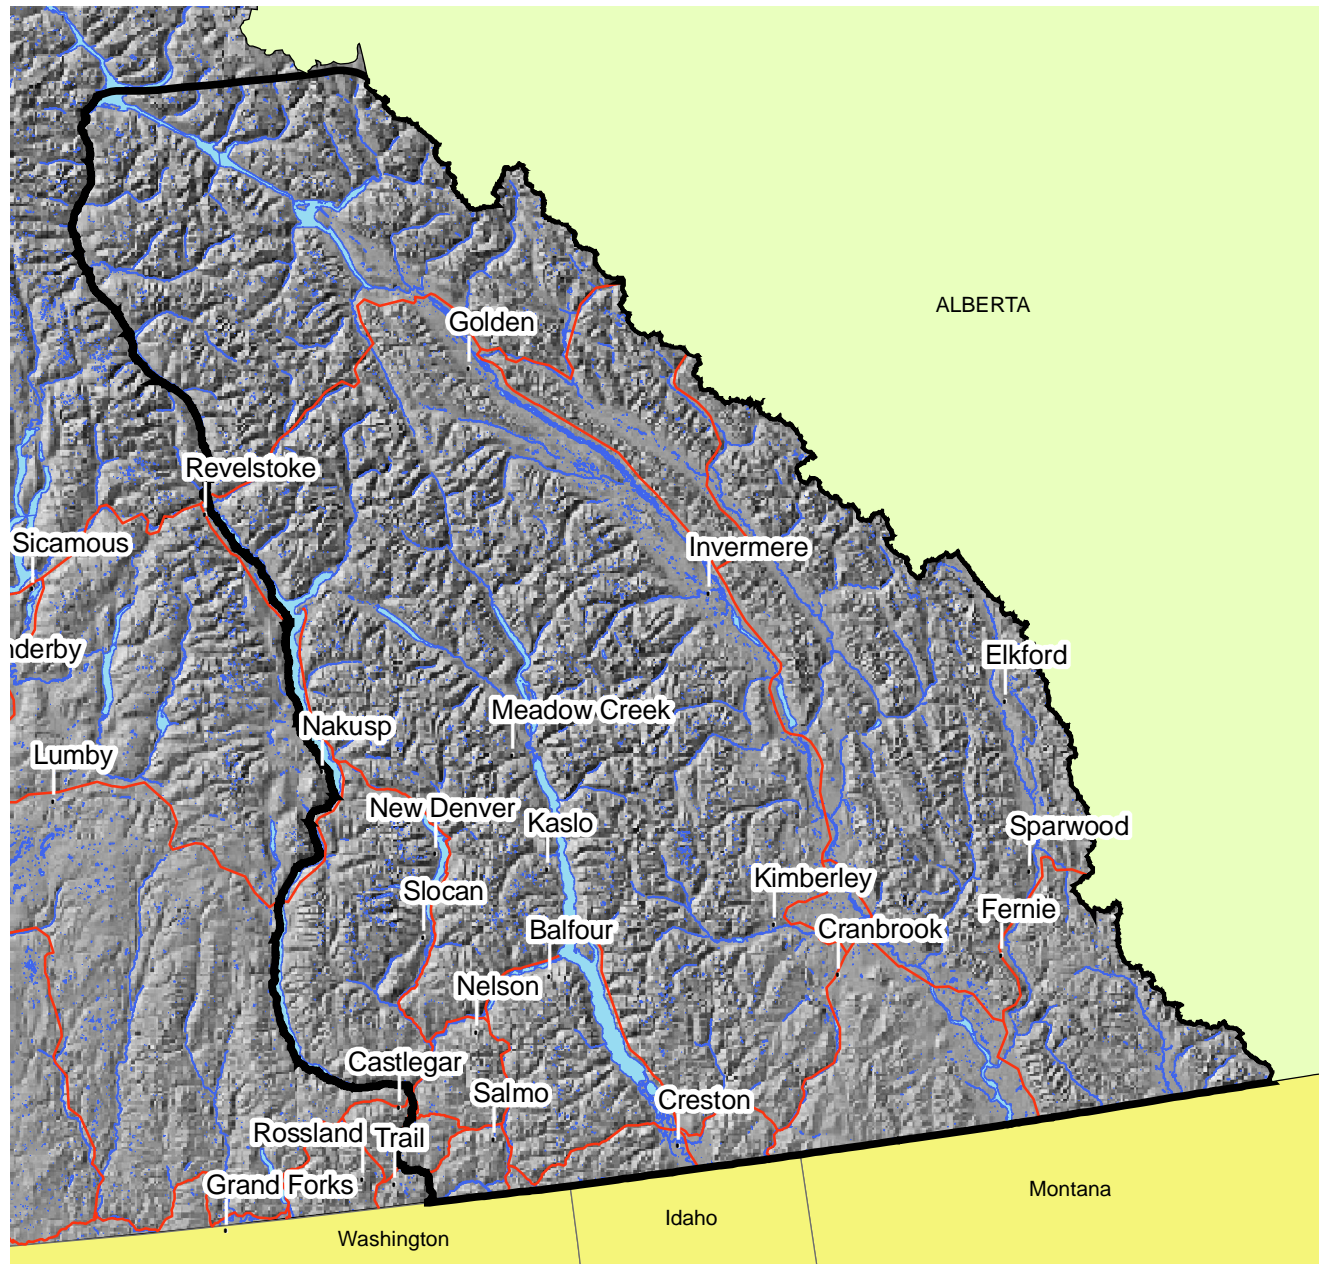 ALBERTA
Golden
Revelstoke
Sicamous
Invermere
nderby
Elkford
Meadow Creek
Nakusp
Lumby
New Denver
Kaslo
Sparwood
Kimberley
Slocan
Fernie
Balfour
Cranbrook
Nelson
Castlegar
Salmo
Creston
Rossland
Trail
Grand Forks
Montana
Idaho
Washington